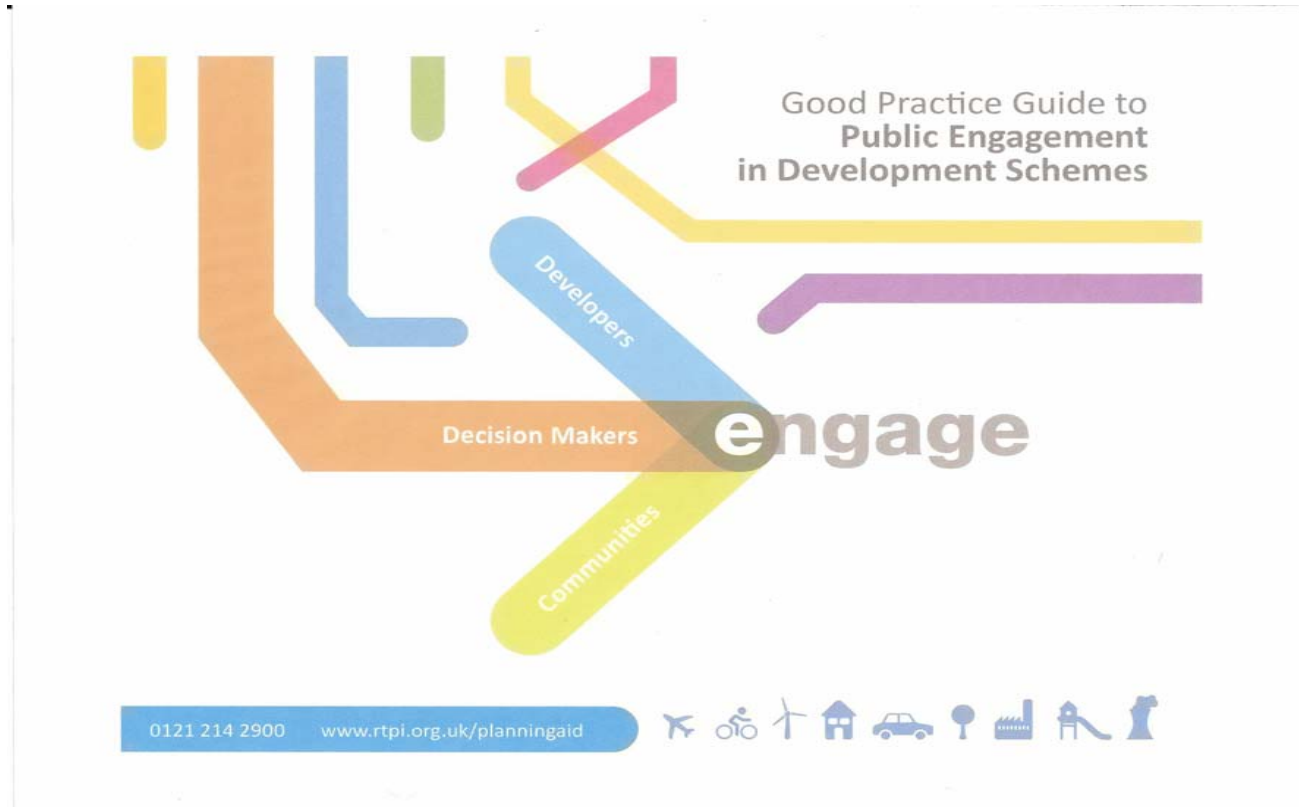 Good Practice Guide to
Public Engagement
in Development Schemes
Developers
Decision Makers
engage
Communities
0121 214 2900 www.rtpi.org.uk/planningaid